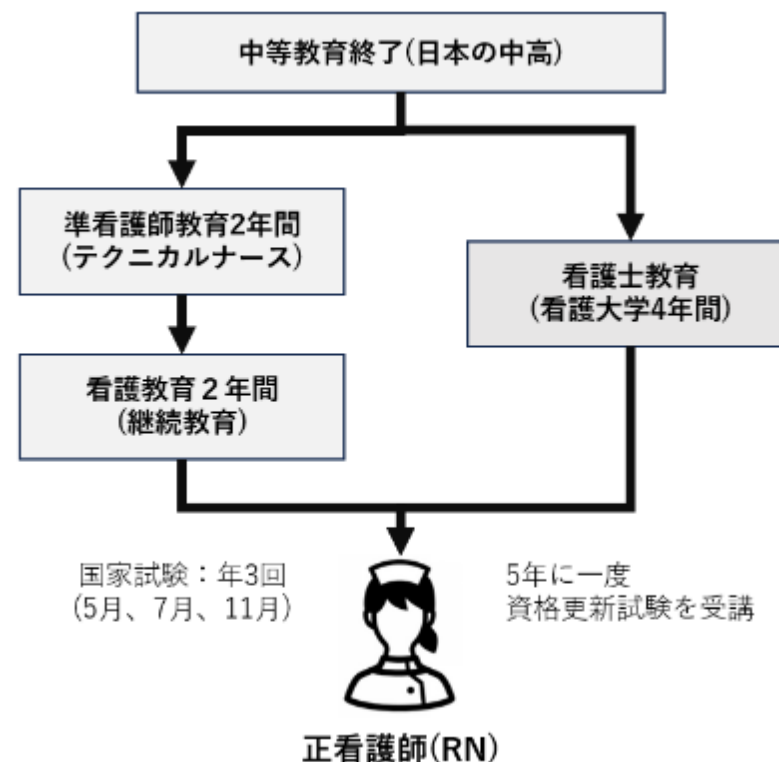 中等教育終了(日本の中高)
準看護師教育2年間
(テクニカルナース)
看護士教育
(看護大学4年間)
看護教育２年間
(継続教育)
国家試験：年3回
(5月、7月、11月)
5年に一度
資格更新試験を受講
正看護師(RN)